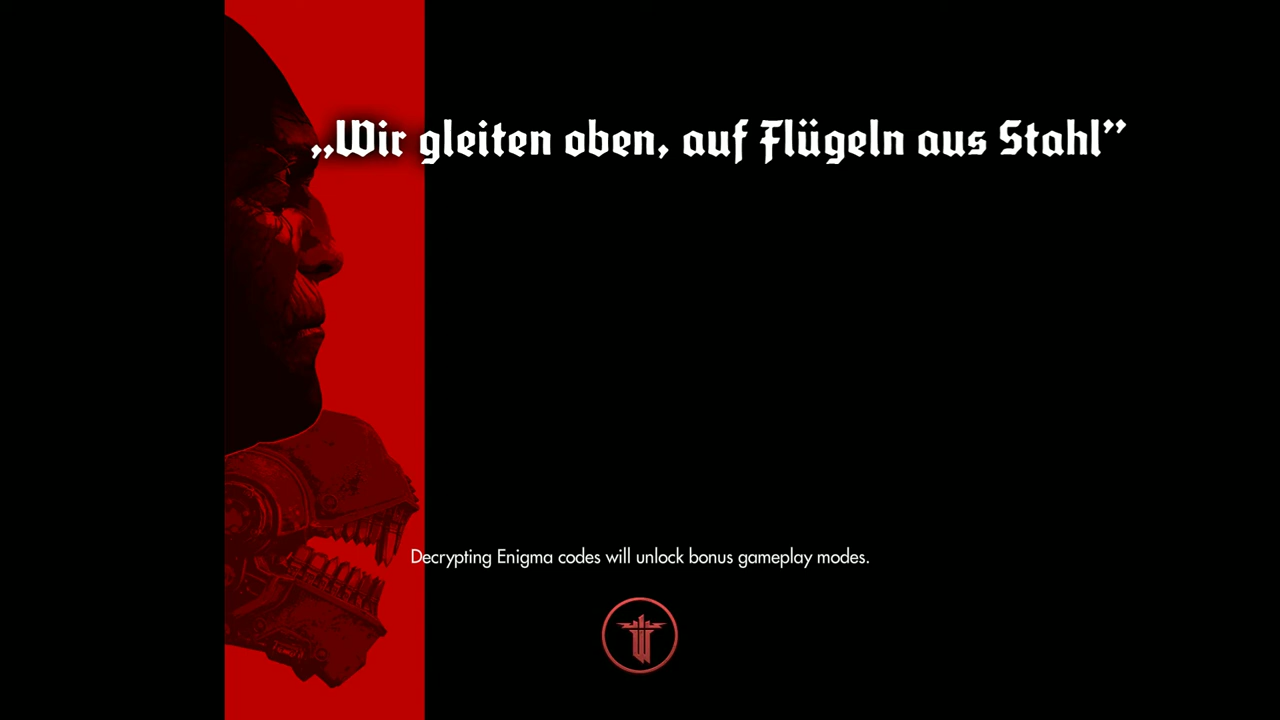 „Wir gleiten oben, auf Flügeln aus Stahl”
Decrypting Enigma codes will unlock bonus gameplay modes.